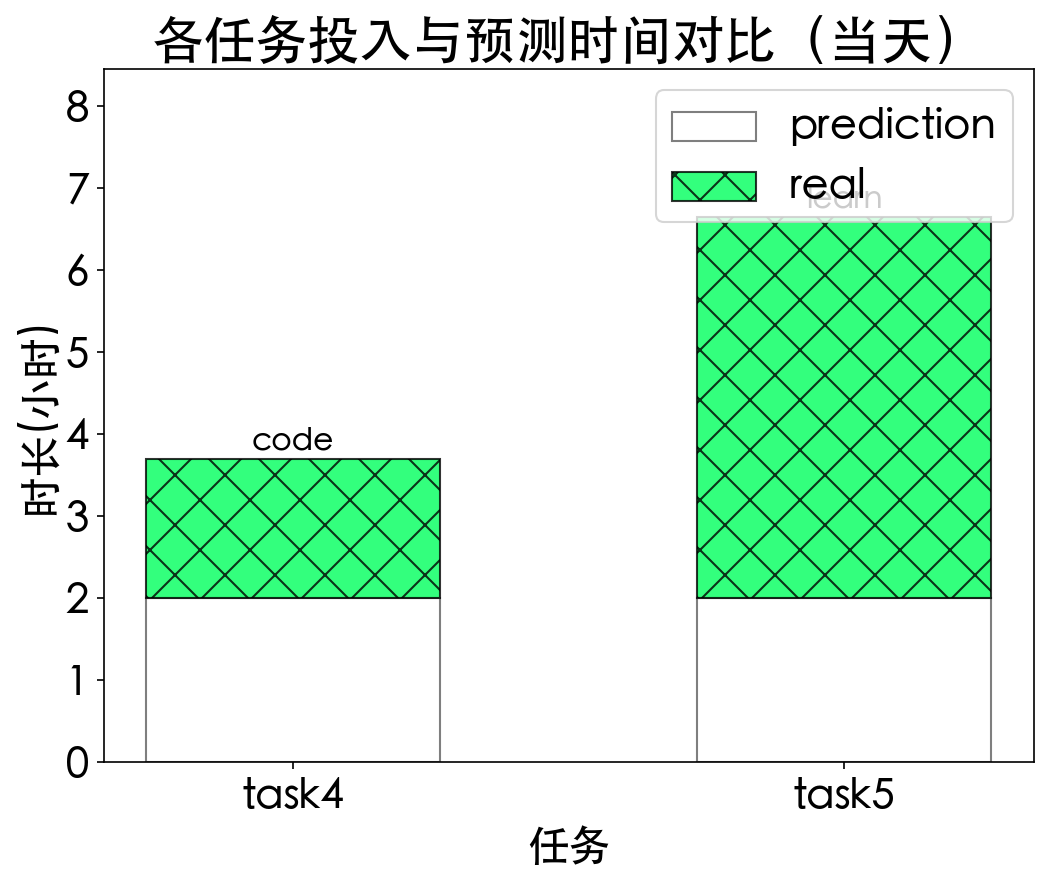 各任务投入与预测时间对比（当天）
8
7
6
5
4
3
2
1
0
时长(小时)
prediction
real
learn
code
task4
task5
任务